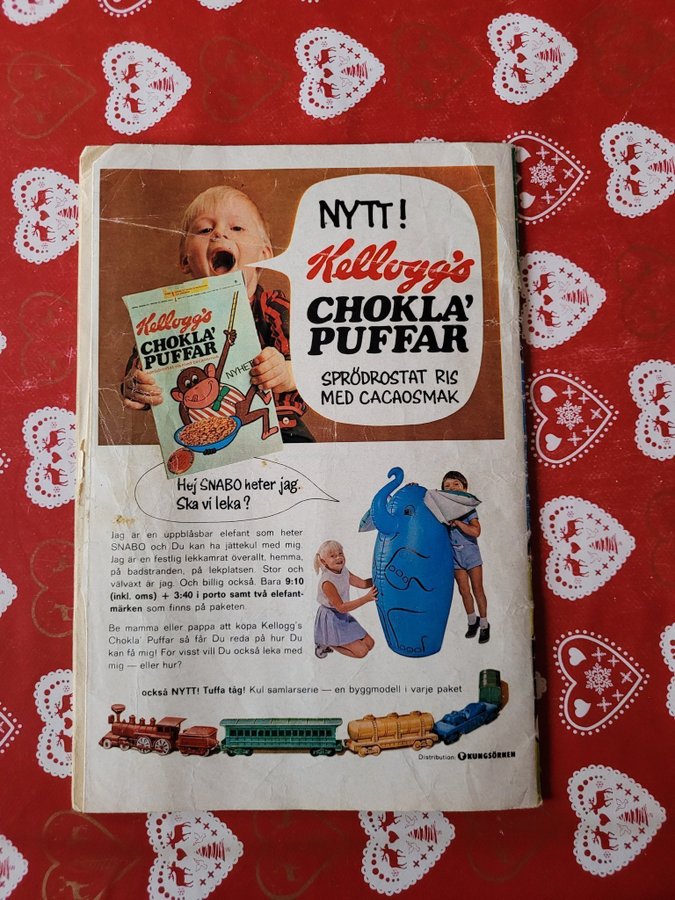 NYTT!
Kellogg's
CHOKLA'
PUFFAR
SPRÖDROSTAT RIS
MED CACAOSMAK
Kellogg's
CHOKLA'
PUFFAR
sprödrostat ris med cacaosmak
NYHET
Hej SNABO heter jag.
Ska vi leka?
Jag är en uppblåsbar elefant som heter
SNABO och Du kan ha jättekul med mig.
Jag är en festlig lekkamrat överallt, hemma,
på badstranden, på lekplatsen. Stor och
välväxt är jag. Och billig också. Bara 9:10
(inkl. oms) + 3:40 i porto samt två elefant-
märken som finns på paketen.
Be mamma eller pappa att köpa Kellogg's
Chokla' Puffar så får Du reda på hur Du
kan få mig! För visst vill Du också leka med
mig — eller hur?
också NYTT! Tuffa tåg! Kul samlarserie — en byggmodell i varje paket
Distribution: KUNGSÖRNEN